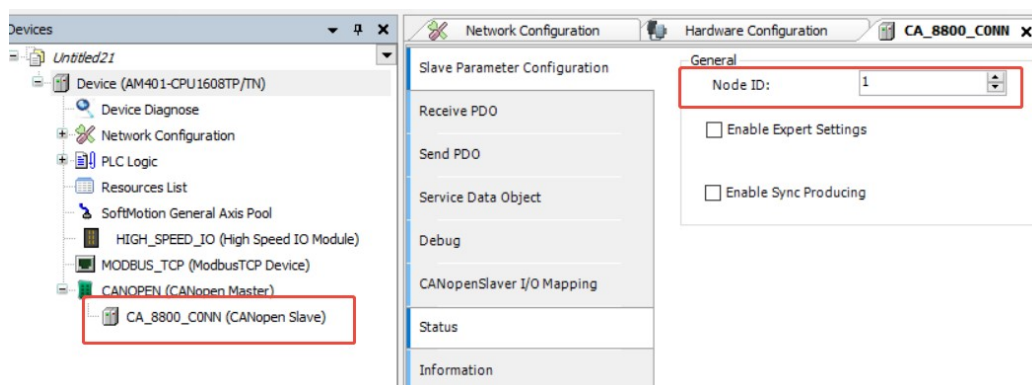 Devices
Untitled21
Device (AM401-CPU1608TP/TN)
Device Diagnose
Network Configuration
PLC Logic
Resources List
SoftMotion General Axis Pool
HIGH_SPEED_IO (High Speed IO Module)
MODBUS_TCP (ModbusTCP Device)
CANOPEN (CANopen Master)
CA_8800_C0NN (CANopen Slave)
Network Configuration
Hardware Configuration
CA_8800_C0NN
Slave Parameter Configuration
Receive PDO
Send PDO
Service Data Object
Debug
CANopenSlaver I/O Mapping
Status
Information
General
Node ID:
1
Enable Expert Settings
Enable Sync Producing